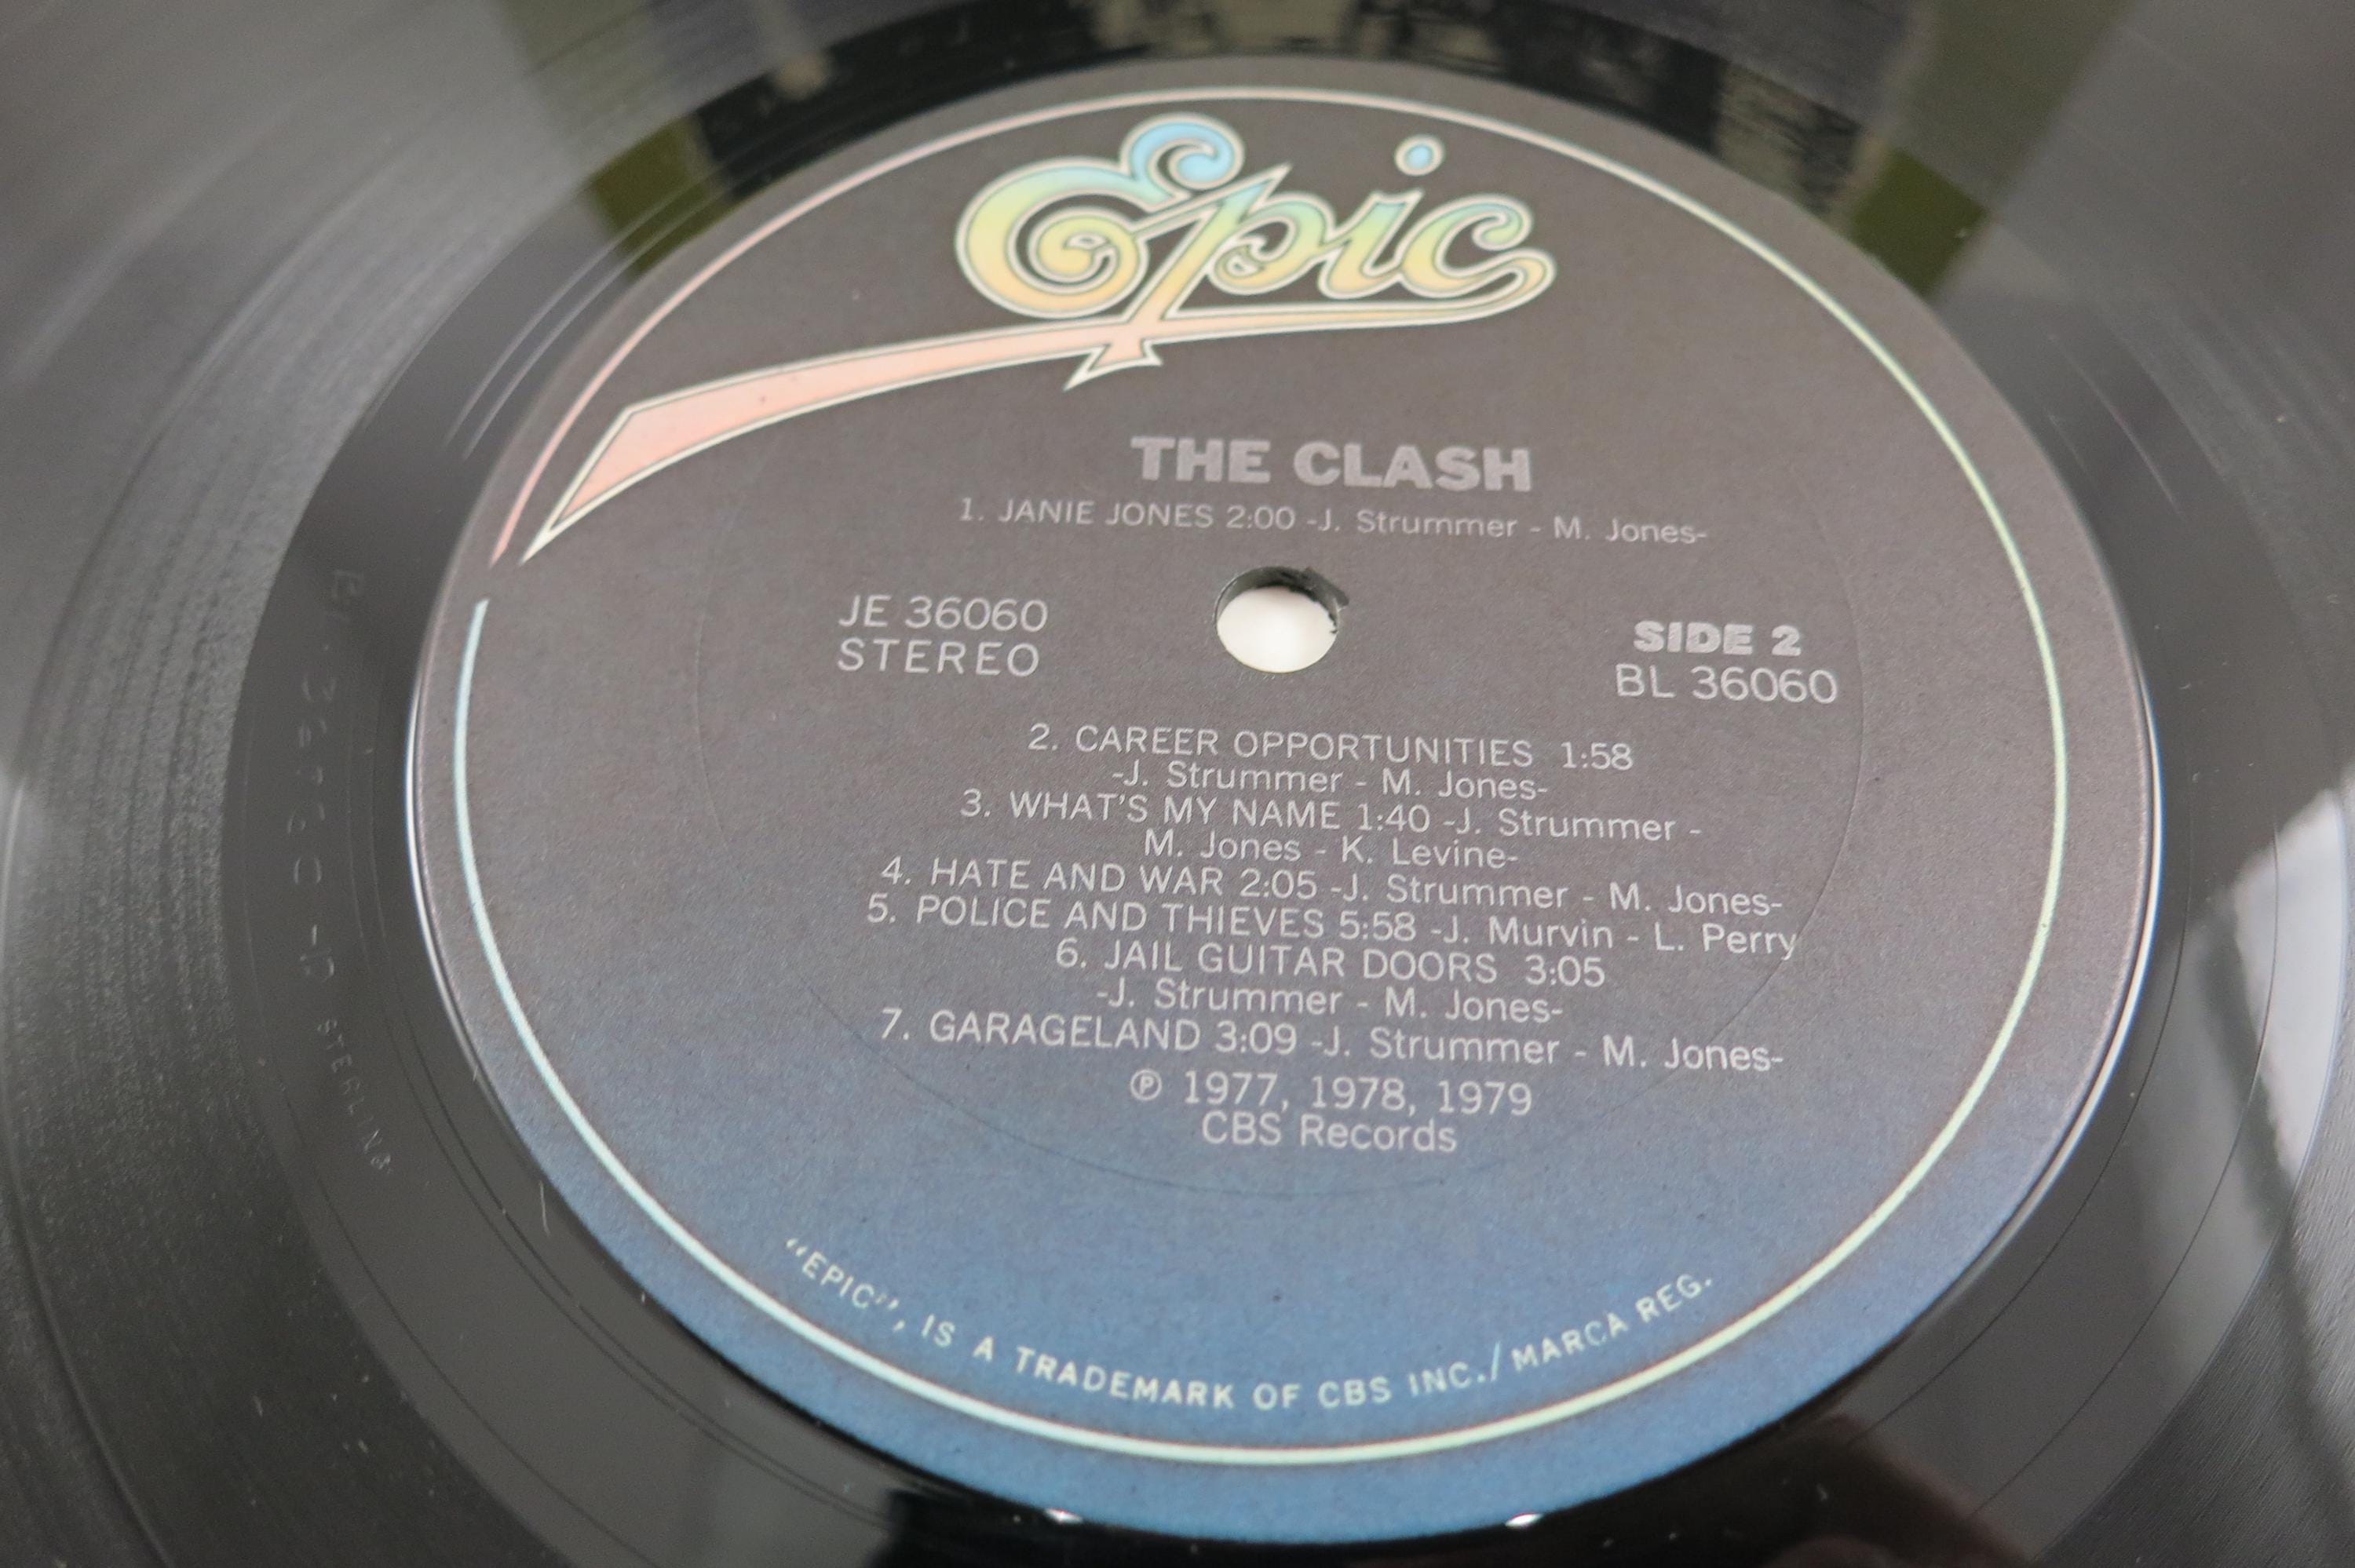 Epic
THE CLASH
1. JANIE JONES 2:00 -J. Strummer - M. Jones-
JE 36060
STEREO
SIDE 2
BL 36060
2. CAREER OPPORTUNITIES 1:58
-J. Strummer - M. Jones-
3. WHAT'S MY NAME 1:40 -J. Strummer -
M. Jones - K. Levine-
4. HATE AND WAR 2:05 -J. Strummer - M. Jones-
5. POLICE AND THIEVES 5:58 -J. Murvin - L. Perry
6. JAIL GUITAR DOORS 3:05
-J. Strummer - M. Jones-
7. GARAGELAND 3:09 -J. Strummer - M. Jones-
℗ 1977, 1978, 1979
CBS Records
"EPIC", IS A TRADEMARK OF CBS INC./MARCA REG.
STERLING